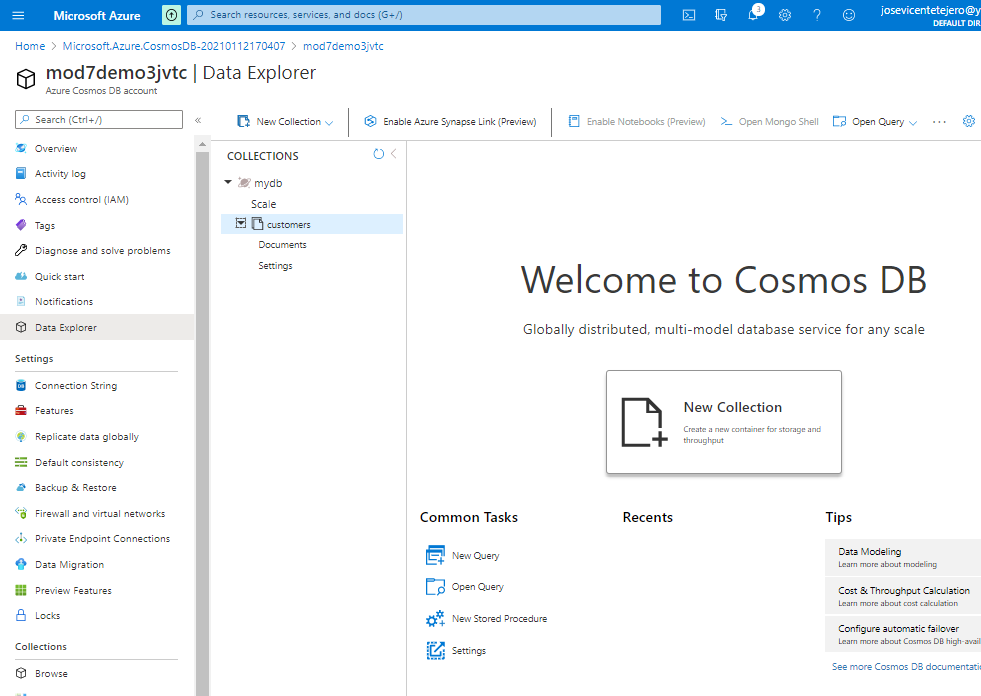 Microsoft Azure
Search resources, services, and docs (G+/)
3
josevicentetejero@y
DEFAULT DIR
Home > Microsoft.Azure.CosmosDB-20210112170407 > mod7demo3jvtc
mod7demo3jvtc | Data Explorer
Azure Cosmos DB account
Search (Ctrl+/)
«
Overview
Activity log
Access control (IAM)
Tags
Diagnose and solve problems
Quick start
Notifications
Data Explorer
Settings
Connection String
Features
Replicate data globally
Default consistency
Backup & Restore
Firewall and virtual networks
Private Endpoint Connections
Data Migration
Preview Features
Locks
Collections
Browse
New Collection
Enable Azure Synapse Link (Preview)
Enable Notebooks (Preview)
Open Mongo Shell
Open Query
...
COLLECTIONS
mydb
Scale
customers
Documents
Settings
Welcome to Cosmos DB
Globally distributed, multi-model database service for any scale
New Collection
Create a new container for storage and
throughput
Common Tasks
New Query
Open Query
New Stored Procedure
Settings
Recents
Tips
Data Modeling
Learn more about modeling
Cost & Throughput Calculation
Learn more about cost calculation
Configure automatic failover
Learn more about Cosmos DB high-avail
See more Cosmos DB documentatio